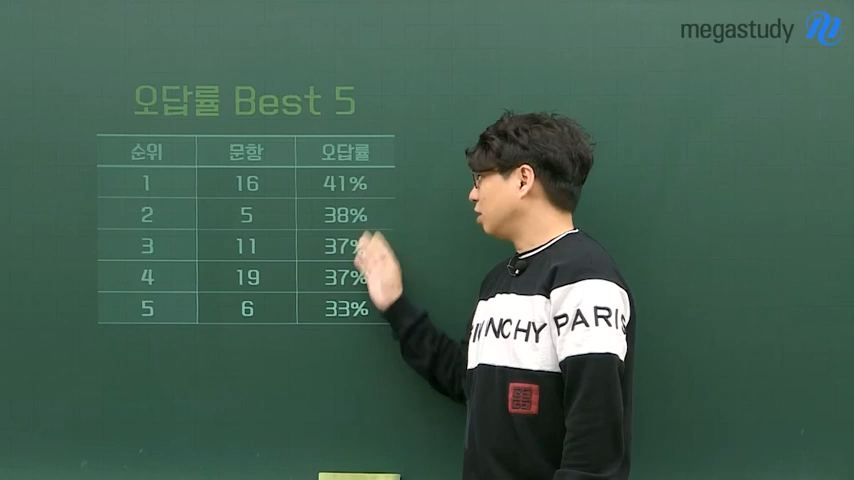 megastudy
오답률 Best 5
순위 문항 오답률
1 16 41%
2 5 38%
3 11 37%
4 19 37%
5 6 33%
PARIS